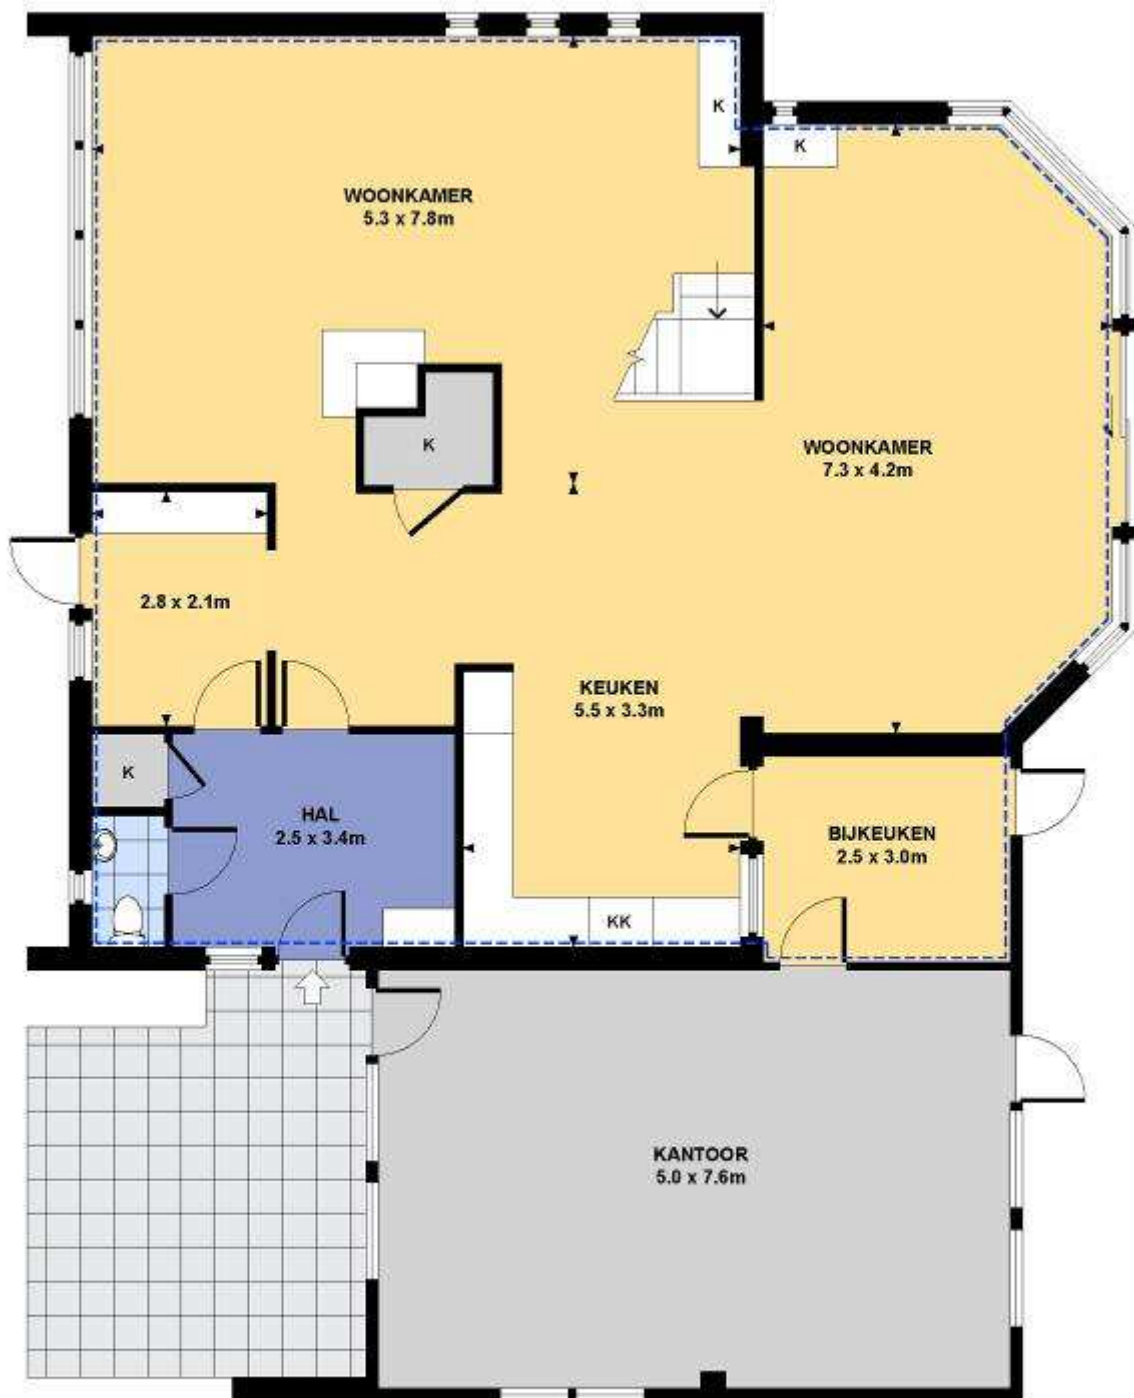 K
K
WOONKAMER
5.3 x 7.8m
K
WOONKAMER
7.3 x 4.2m
2.8 x 2.1m
KEUKEN
5.5 x 3.3m
K
HAL
2.5 x 3.4m
BIJKEUKEN
2.5 x 3.0m
KK
KANTOOR
5.0 x 7.6m